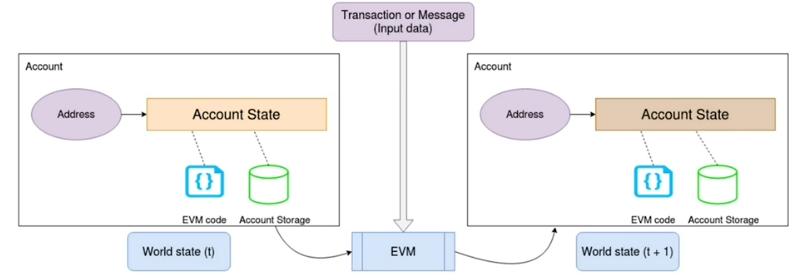 Transaction or Message
(Input data)
Account
Address
Account State
EVM code
Account Storage
World state (t)
EVM
Account
Address
Account State
EVM code
Account Storage
World state (t + 1)